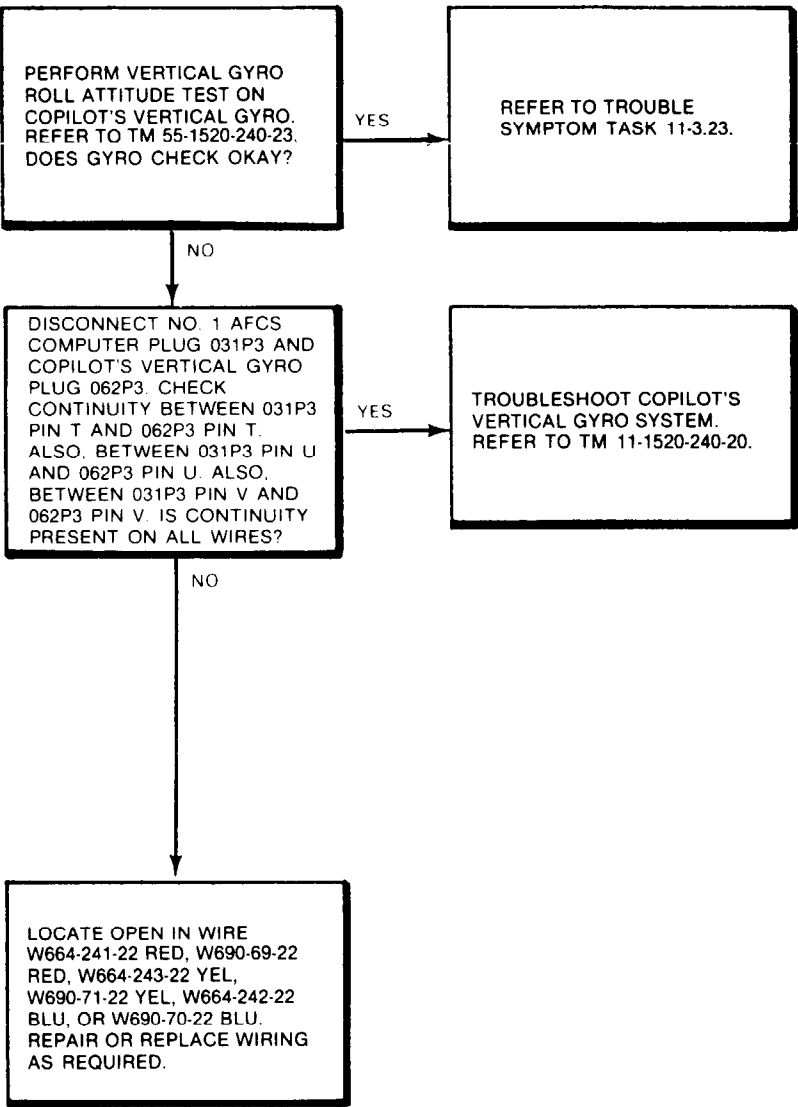 PERFORM VERTICAL GYRO
ROLL ATTITUDE TEST ON
COPILOT'S VERTICAL GYRO.
REFER TO TM 55-1520-240-23.
DOES GYRO CHECK OKAY?
YES
REFER TO TROUBLE
SYMPTOM TASK 11-3.23.
NO
DISCONNECT NO. 1 AFCS
COMPUTER PLUG 031P3 AND
COPILOT'S VERTICAL GYRO
PLUG 062P3. CHECK
CONTINUITY BETWEEN 031P3
PIN T AND 062P3 PIN T.
ALSO, BETWEEN 031P3 PIN U
AND 062P3 PIN U. ALSO,
BETWEEN 031P3 PIN V AND
062P3 PIN V. IS CONTINUITY
PRESENT ON ALL WIRES?
YES
TROUBLESHOOT COPILOT'S
VERTICAL GYRO SYSTEM.
REFER TO TM 11-1520-240-20.
NO
LOCATE OPEN IN WIRE
W664-241-22 RED, W690-69-22
RED, W664-243-22 YEL,
W690-71-22 YEL, W664-242-22
BLU, OR W690-70-22 BLU.
REPAIR OR REPLACE WIRING
AS REQUIRED.